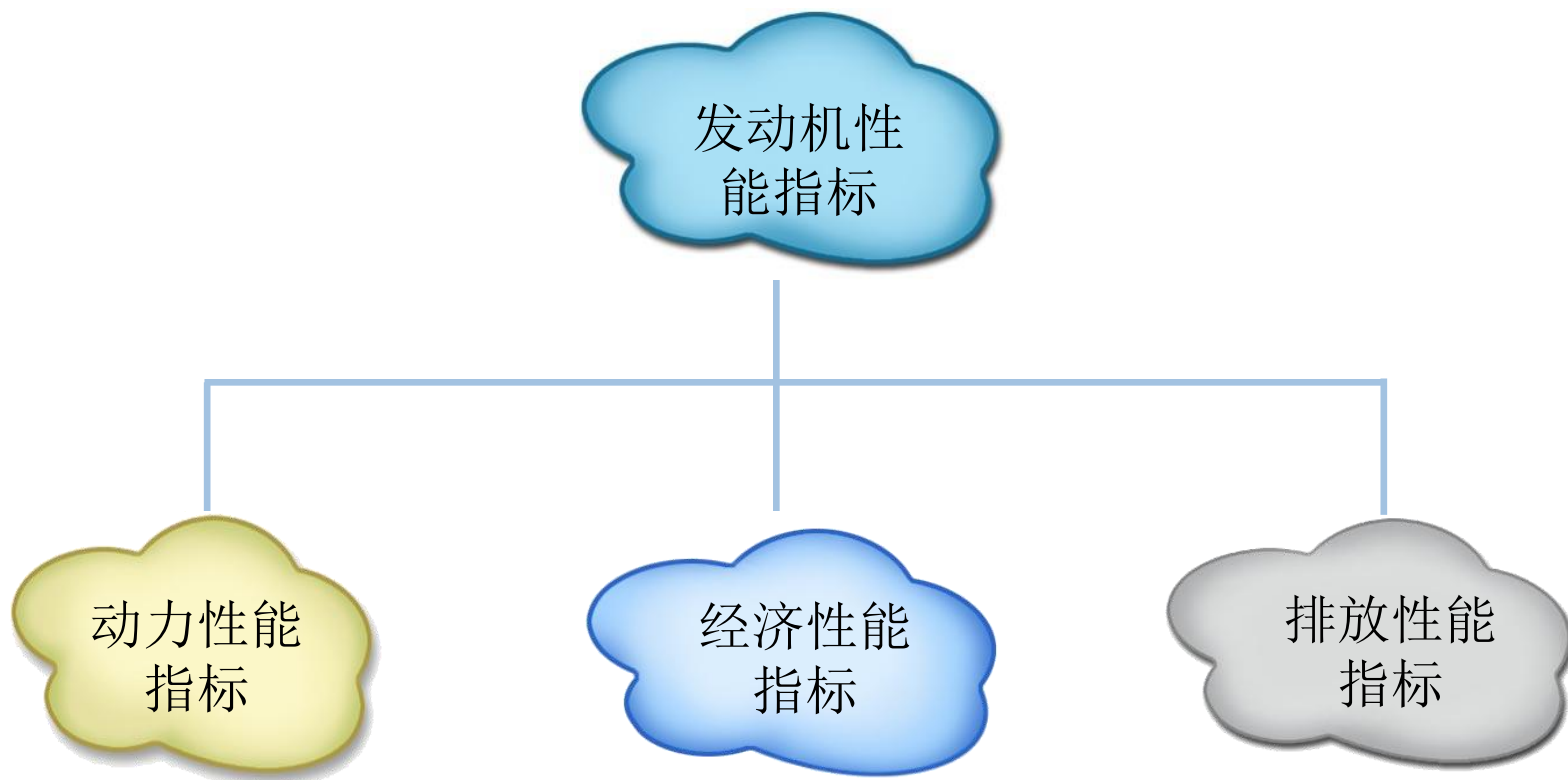 发动机性
能指标
动力性能
指标
经济性能
指标
排放性能
指标